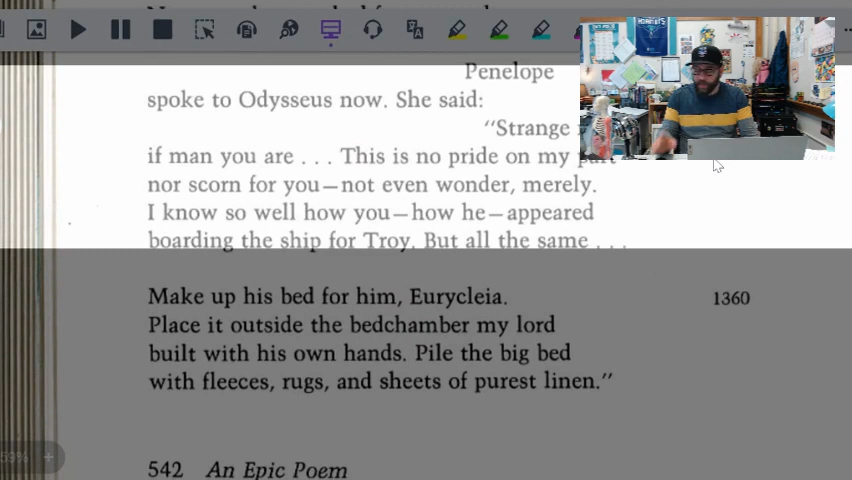 Penelope
spoke to Odysseus now. She said:
"Strange
if man you are . . . This is no pride on my part
nor scorn for you—not even wonder, merely.
I know so well how you—how he—appeared
boarding the ship for Troy. But all the same . . .
Make up his bed for him, Eurycleia. 1360
Place it outside the bedchamber my lord
built with his own hands. Pile the big bed
with fleeces, rugs, and sheets of purest linen."
59% +
542 An Epic Poem